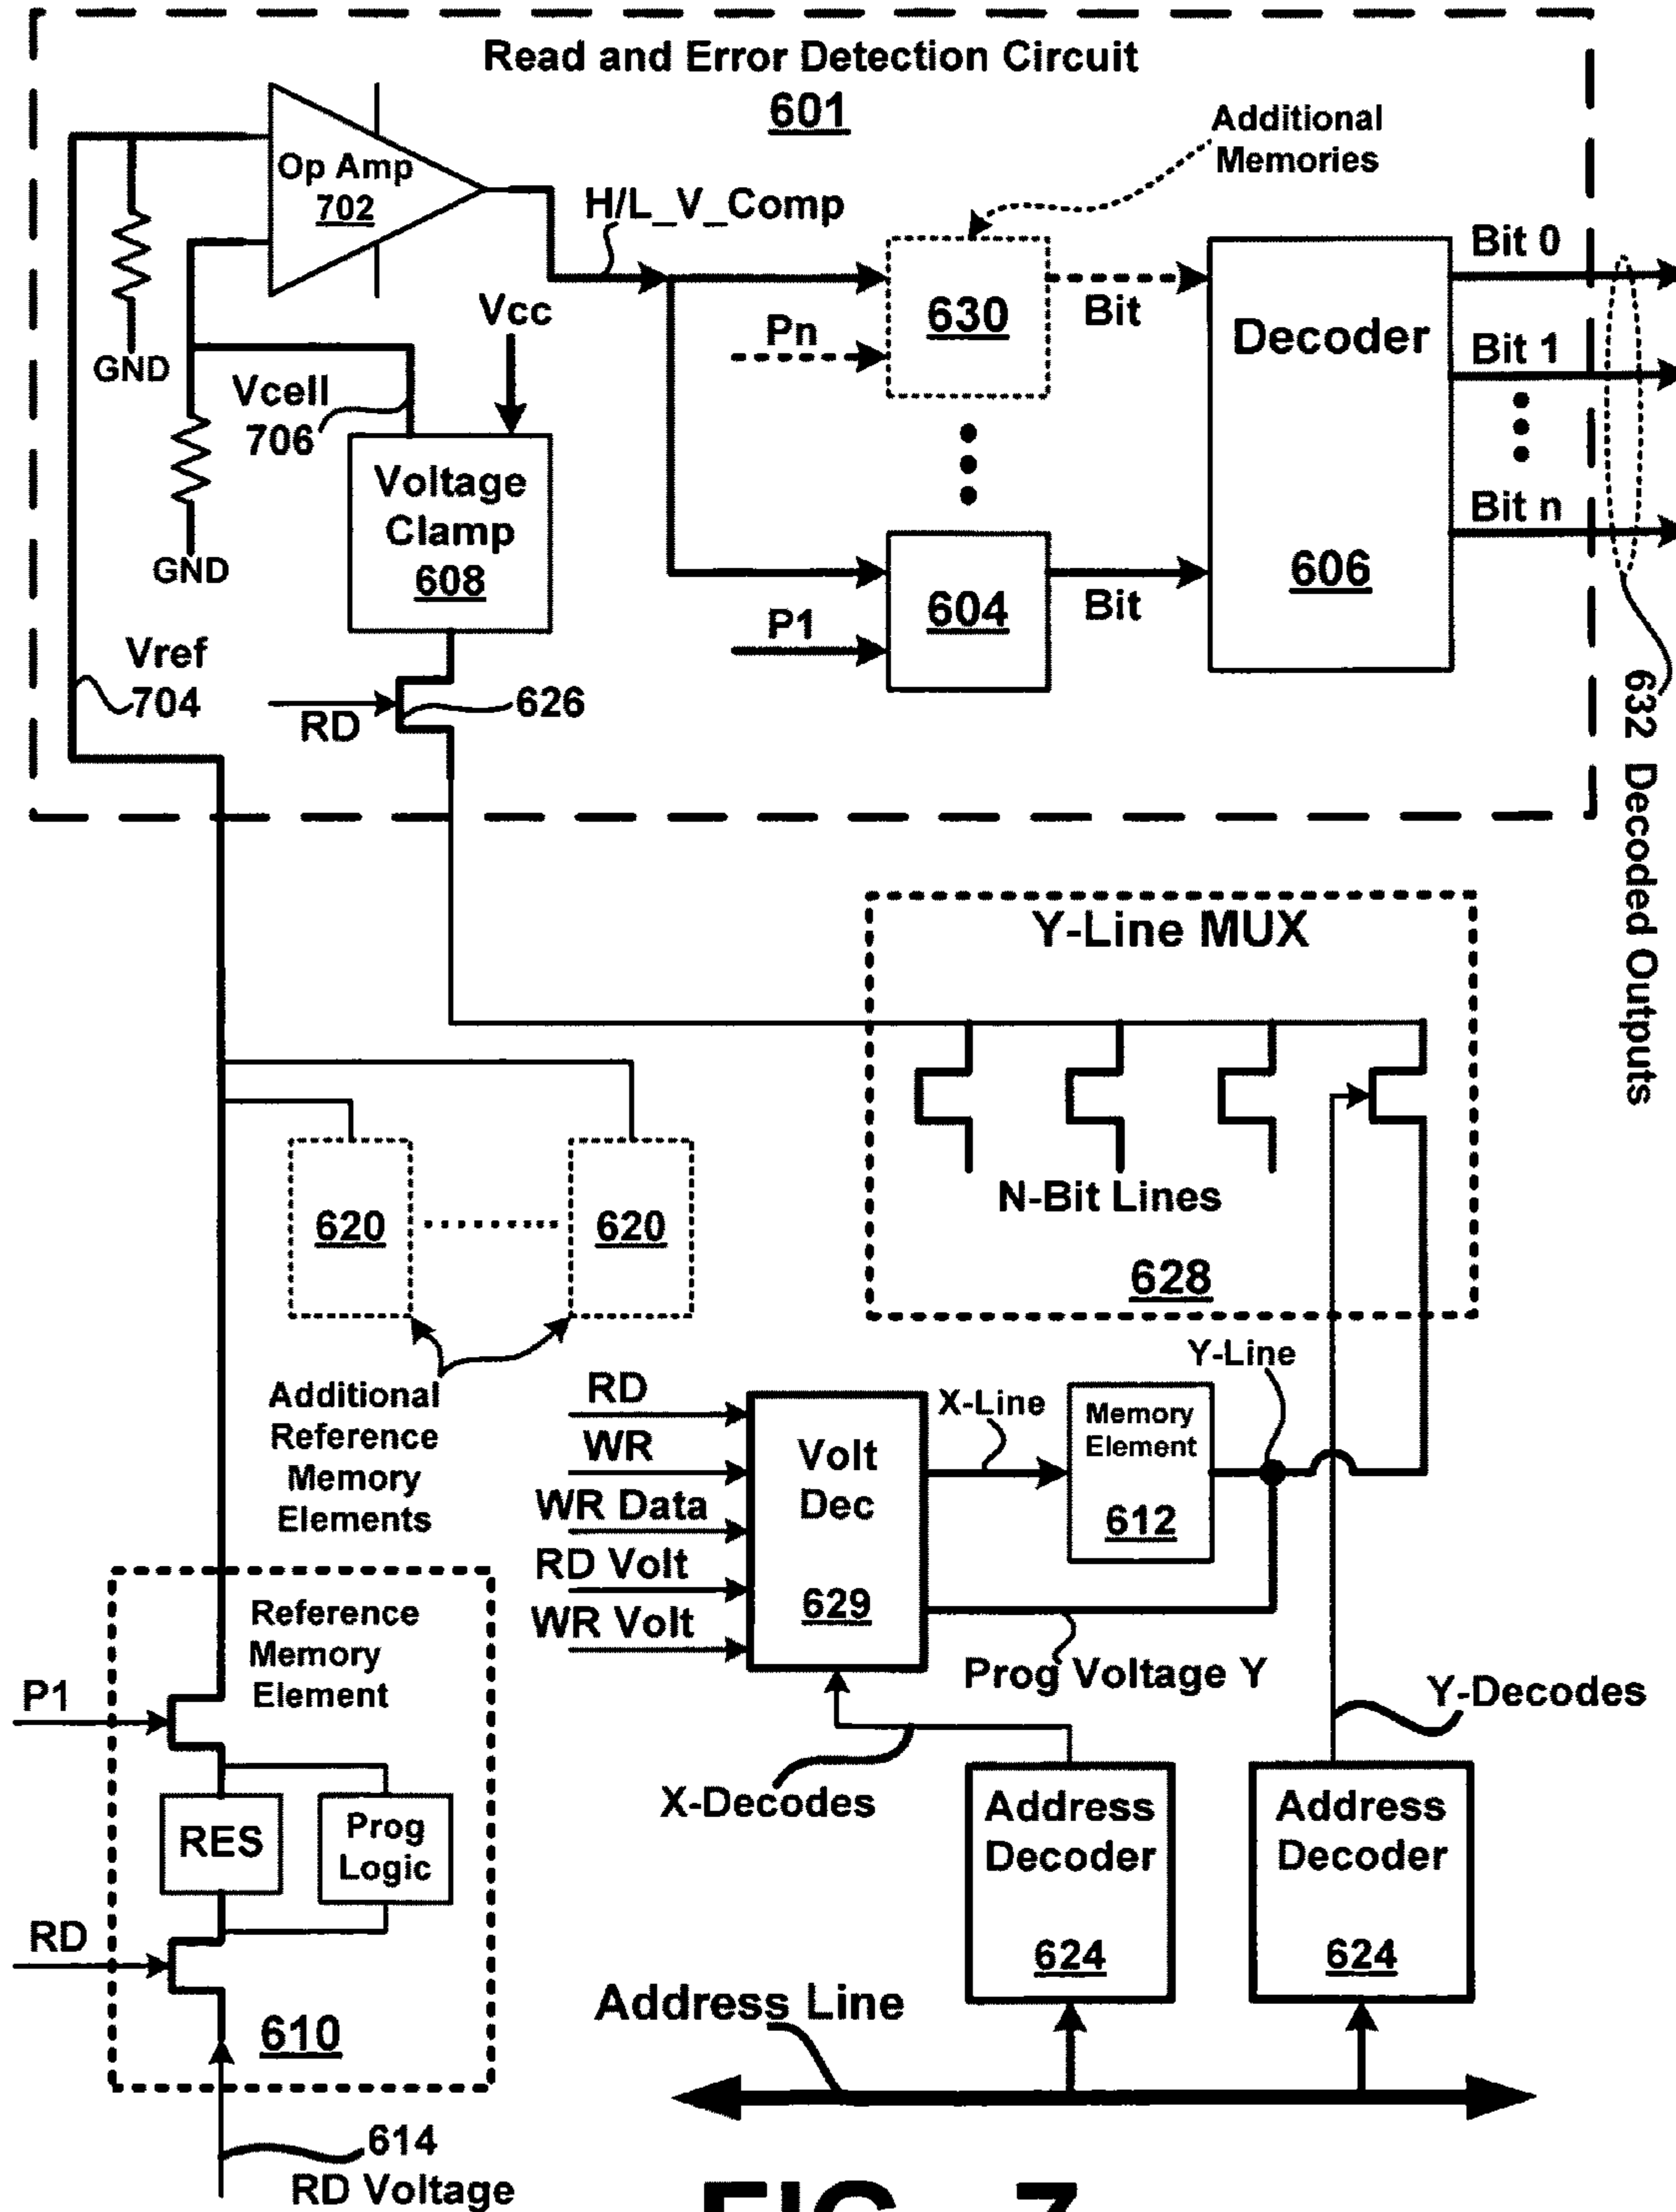 Read and Error Detection Circuit
601
Op Amp
702
H/L_V_Comp
Additional
Memories
630
Pn
Bit
Decoder
606
Bit 0
Bit 1
Bit n
GND
Vcell
706
Vcc
Voltage
Clamp
608
GND
604
P1
Bit
Vref
704
RD
626
632 Decoded Outputs
Y-Line MUX
N-Bit Lines
628
620
620
Additional
Reference
Memory
Elements
RD
WR
WR Data
RD Volt
WR Volt
Volt
Dec
629
X-Line
Memory
Element
612
Y-Line
Prog Voltage Y
Y-Decodes
X-Decodes
Reference
Memory
Element
P1
RES
Prog
Logic
RD
610
Address
Decoder
624
Address
Decoder
624
Address Line
614
RD Voltage
FIG. 7